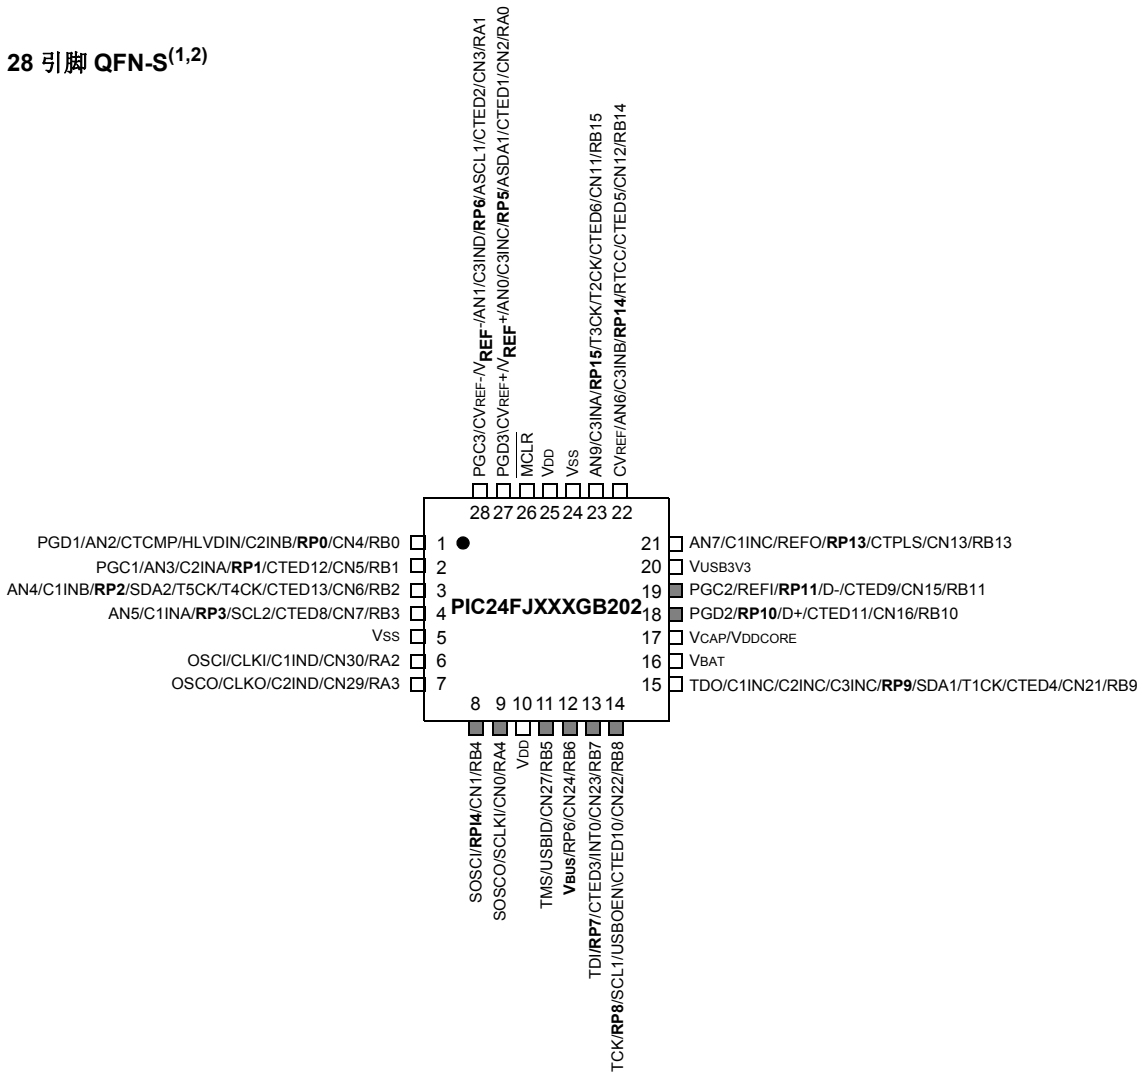 28 引脚 QFN-S(1,2)
PGC3/CVREF-/VREF-/AN1/C3IND/RP6/ASCL1/CTED2/CN3/RA1
PGD3\CVREF+/VREF+/AN0/C3INC/RP5/ASDA1/CTED1/CN2/RA0
MCLR
VDD
VSS
AN9/C3INA/RP15/T3CK/T2CK/CTED6/CN11/RB15
CVREF/AN6/C3INB/RP14/RTCC/CTED5/CN12/RB14
28 27 26 25 24 23 22
PGD1/AN2/CTCMP/HLVDIN/C2INB/RP0/CN4/RB0 1
PGC1/AN3/C2INA/RP1/CTED12/CN5/RB1 2
AN4/C1INB/RP2/SDA2/T5CK/T4CK/CTED13/CN6/RB2 3
AN5/C1INA/RP3/SCL2/CTED8/CN7/RB3 4
VSS 5
OSCI/CLKI/C1IND/CN30/RA2 6
OSCO/CLKO/C2IND/CN29/RA3 7
PIC24FJXXXGB202
21 AN7/C1INC/REFO/RP13/CTPLS/CN13/RB13
20 VUSB3V3
19 PGC2/REFI/RP11/D-/CTED9/CN15/RB11
18 PGD2/RP10/D+/CTED11/CN16/RB10
17 VCAP/VDDCORE
16 VBAT
15 TDO/C1INC/C2INC/C3INC/RP9/SDA1/T1CK/CTED4/CN21/RB9
8 9 10 11 12 13 14
SOSCI/RPI4/CN1/RB4
SOSCO/SCLKI/CN0/RA4
VDD
TMS/USBID/CN27/RB5
VBUS/RP6/CN24/RB6
TDI/RP7/CTED3/INT0/CN23/RB7
TCK/RP8/SCL1/USBOEN\CTED10/CN22/RB8